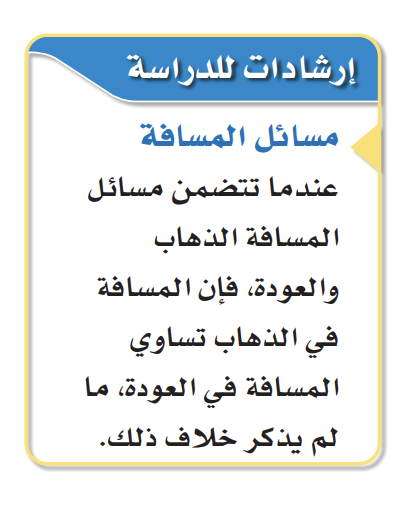 إرشادات للدراسة
مسائل المسافة
عندما تتضمن مسائل
المسافة الذهاب
والعودة، فإن المسافة
في الذهاب تساوي
المسافة في العودة، ما
لم يذكر خلاف ذلك.